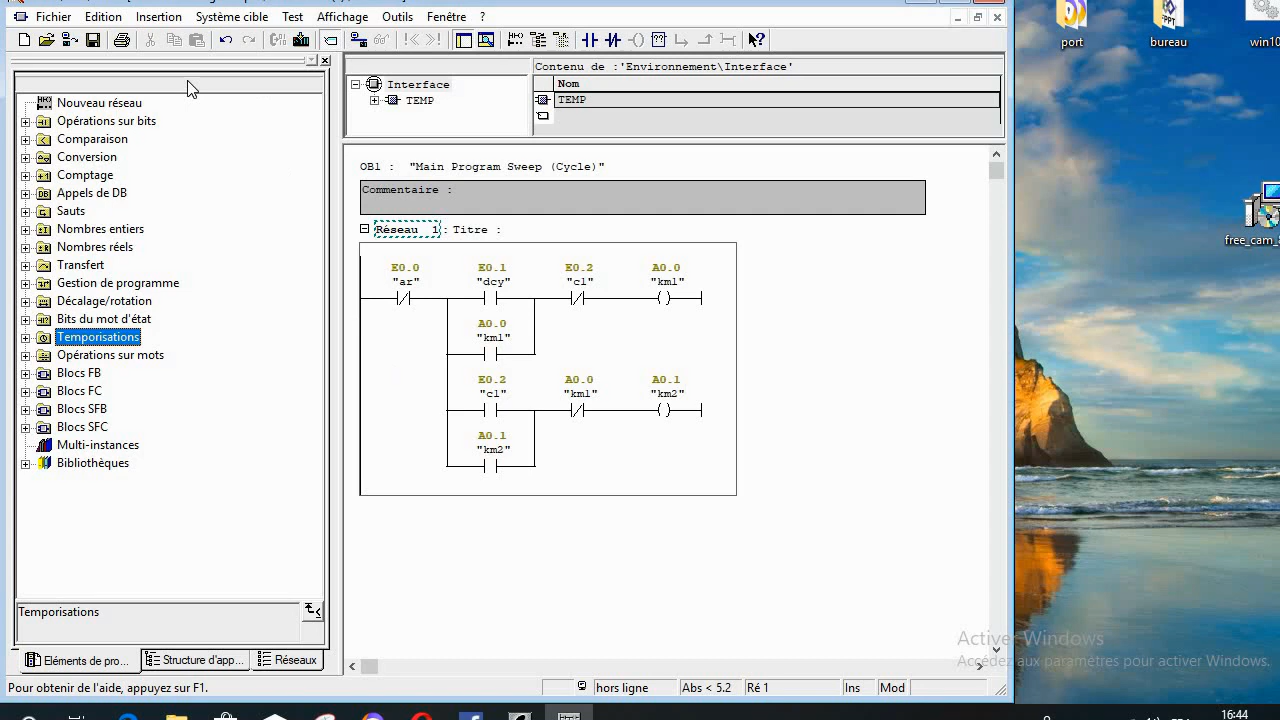 Fichier Edition Insertion Système cible Test Affichage Outils Fenêtre ?
port
bureau
win10
free_cam_
Nouveau réseau
Opérations sur bits
Comparaison
Conversion
Comptage
Appels de DB
Sauts
Nombres entiers
Nombres réels
Transfert
Gestion de programme
Décalage/rotation
Bits du mot d'état
Temporisations
Opérations sur mots
Blocs FB
Blocs FC
Blocs SFB
Blocs SFC
Multi-instances
Bibliothèques
Temporisations
Eléments de pro...
Structure d'app...
Réseaux
Interface
TEMP
Contenu de :'Environnement\Interface'
Nom
TEMP
OB1 : "Main Program Sweep (Cycle)"
Commentaire :
Réseau 1: Titre :
E0.0 E0.1 E0.2 A0.0
"ar" "dcy" "c1" "km1"
A0.0
"km1"
E0.2 A0.0 A0.1
"c1" "km1" "km2"
A0.1
"km2"
Activer Windows
Accédez aux paramètres pour activer Windows.
Pour obtenir de l'aide, appuyez sur F1.
hors ligne
Abs < 5.2
Ré 1
Ins
Mod
16:44